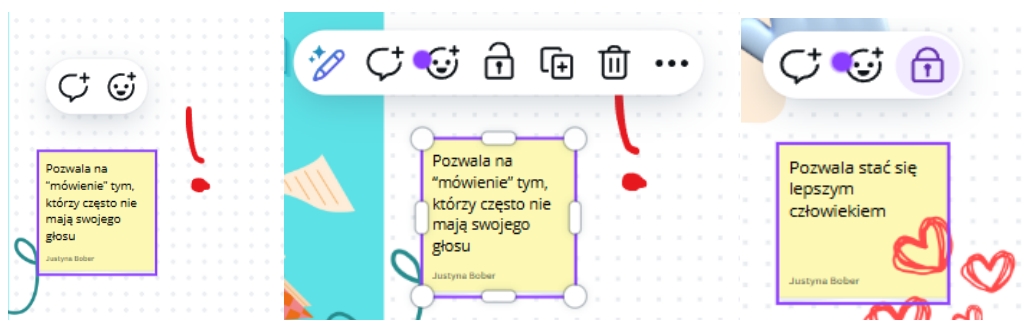 Pozwala na
"mówienie" tym,
którzy często nie
mają swojego
głosu
Justyna Bober
Pozwala na
"mówienie" tym,
którzy często nie
mają swojego
głosu
Justyna Bober
Pozwala stać się
lepszym
człowiekiem
Justyna Bober